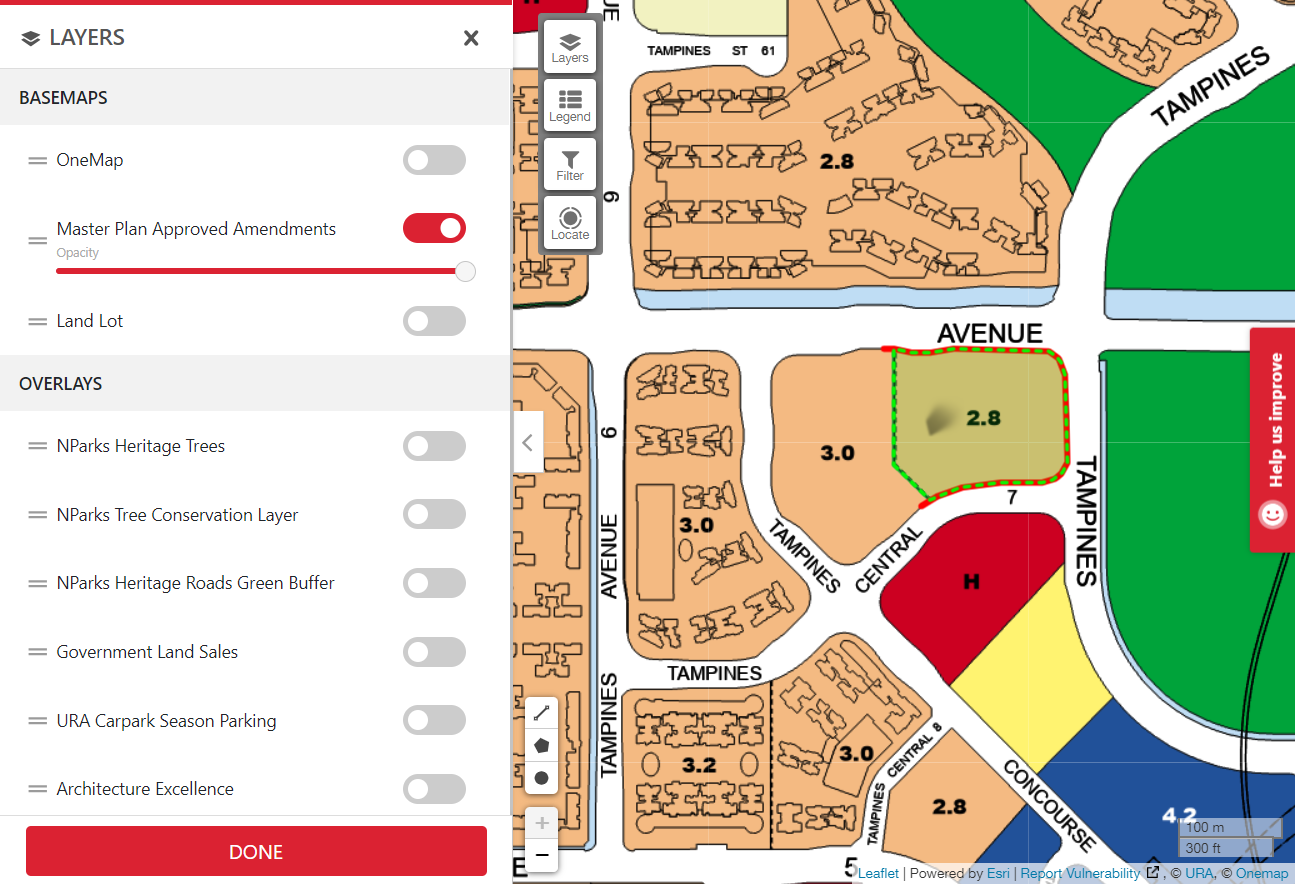 LAYERS
BASEMAPS
OneMap
Master Plan Approved Amendments
Opacity
Land Lot
OVERLAYS
NParks Heritage Trees
NParks Tree Conservation Layer
NParks Heritage Roads Green Buffer
Government Land Sales
URA Carpark Season Parking
Architecture Excellence
DONE
Layers
Legend
Filter
Locate
H
UE
TAMPINES ST 61
TAMPINES
2.8
9
AVENUE
9
3.0
2.8
7
TAMPINES
3.0
AVENUE
TAMPINES
CENTRAL
H
TAMPINES
TAMPINES
3.2
3.0
CENTRAL 8
TAMPINES
2.8
CONCOURSE
4.2
E
5
Help us improve
+
−
100 m
300 ft
Leaflet | Powered by Esri | Report Vulnerability , © URA, © Onemap